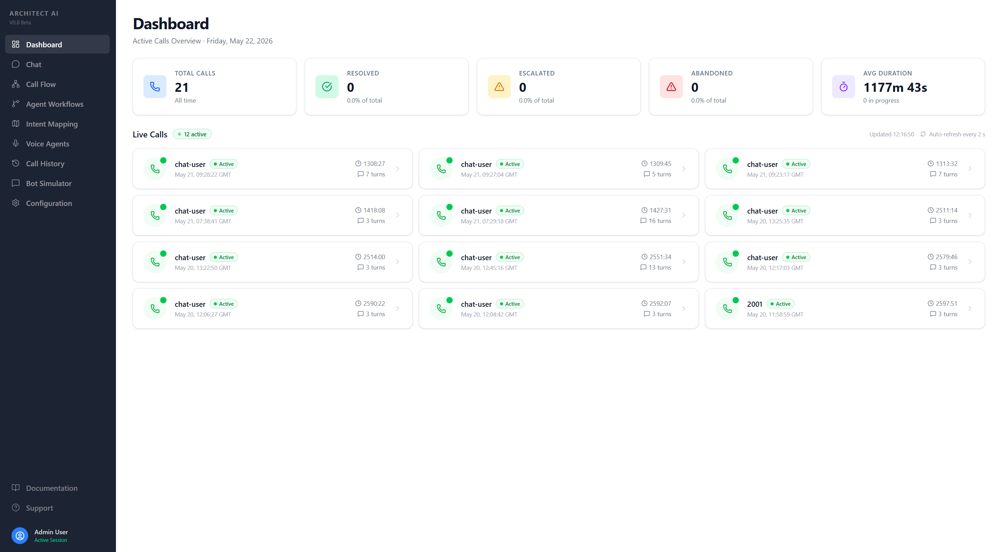 ARCHITECT AI
V0.8 Beta
Dashboard
Chat
Call Flow
Agent Workflows
Intent Mapping
Voice Agents
Call History
Bot Simulator
Configuration
Documentation
Support
Admin User
Active Session
Dashboard
Active Calls Overview · Friday, May 22, 2026
TOTAL CALLS
21
All time
RESOLVED
0
0.0% of total
ESCALATED
0
0.0% of total
ABANDONED
0
0.0% of total
AVG DURATION
1177m 43s
0 in progress
Live Calls
12 active
Updated 12:16:50
Auto-refresh every 2 s
chat-user
Active
May 21, 09:28:22 GMT
1308:27
7 turns
chat-user
Active
May 21, 09:27:04 GMT
1309:45
5 turns
chat-user
Active
May 21, 09:23:17 GMT
1313:32
7 turns
chat-user
Active
May 21, 07:38:41 GMT
1418:08
3 turns
chat-user
Active
May 21, 07:29:18 GMT
1427:31
16 turns
chat-user
Active
May 20, 13:25:35 GMT
2511:14
3 turns
chat-user
Active
May 20, 13:22:50 GMT
2514:00
3 turns
chat-user
Active
May 20, 12:45:16 GMT
2551:34
13 turns
chat-user
Active
May 20, 12:17:03 GMT
2579:46
3 turns
chat-user
Active
May 20, 12:06:27 GMT
2590:22
3 turns
chat-user
Active
May 20, 12:04:42 GMT
2592:07
3 turns
2001
Active
May 20, 11:58:59 GMT
2597:51
3 turns